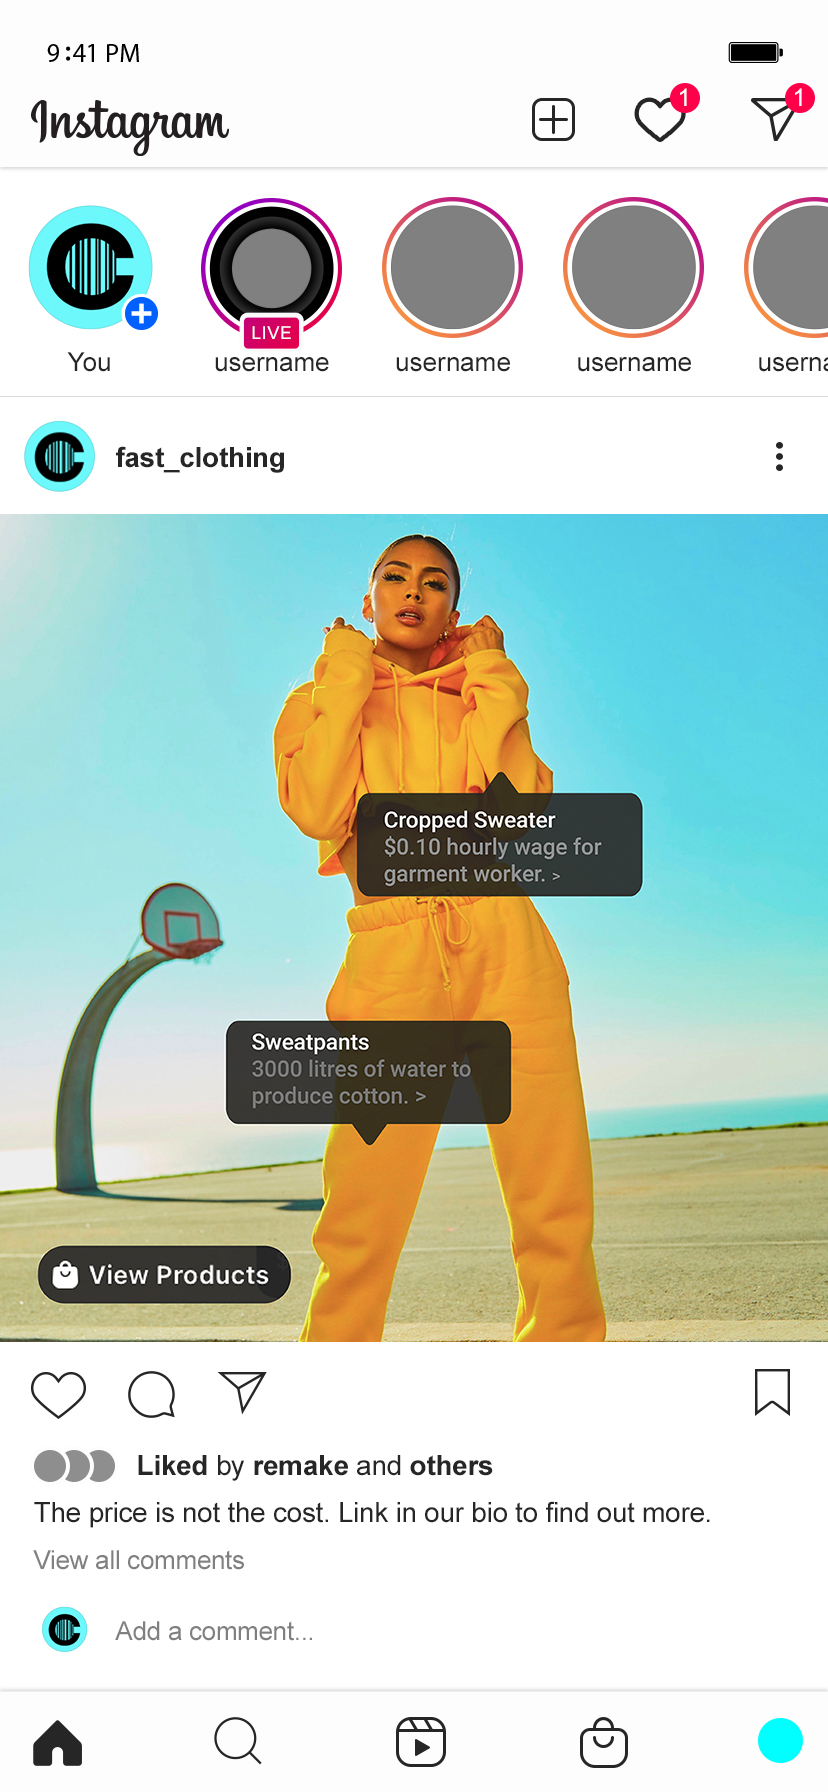 9:41 PM
Instagram
1
1
LIVE
You
username
username
username
userna
fast_clothing
Cropped Sweater
$0.10 hourly wage for
garment worker. >
Sweatpants
3000 litres of water to
produce cotton. >
View Products
Liked by remake and others
The price is not the cost. Link in our bio to find out more.
View all comments
Add a comment...